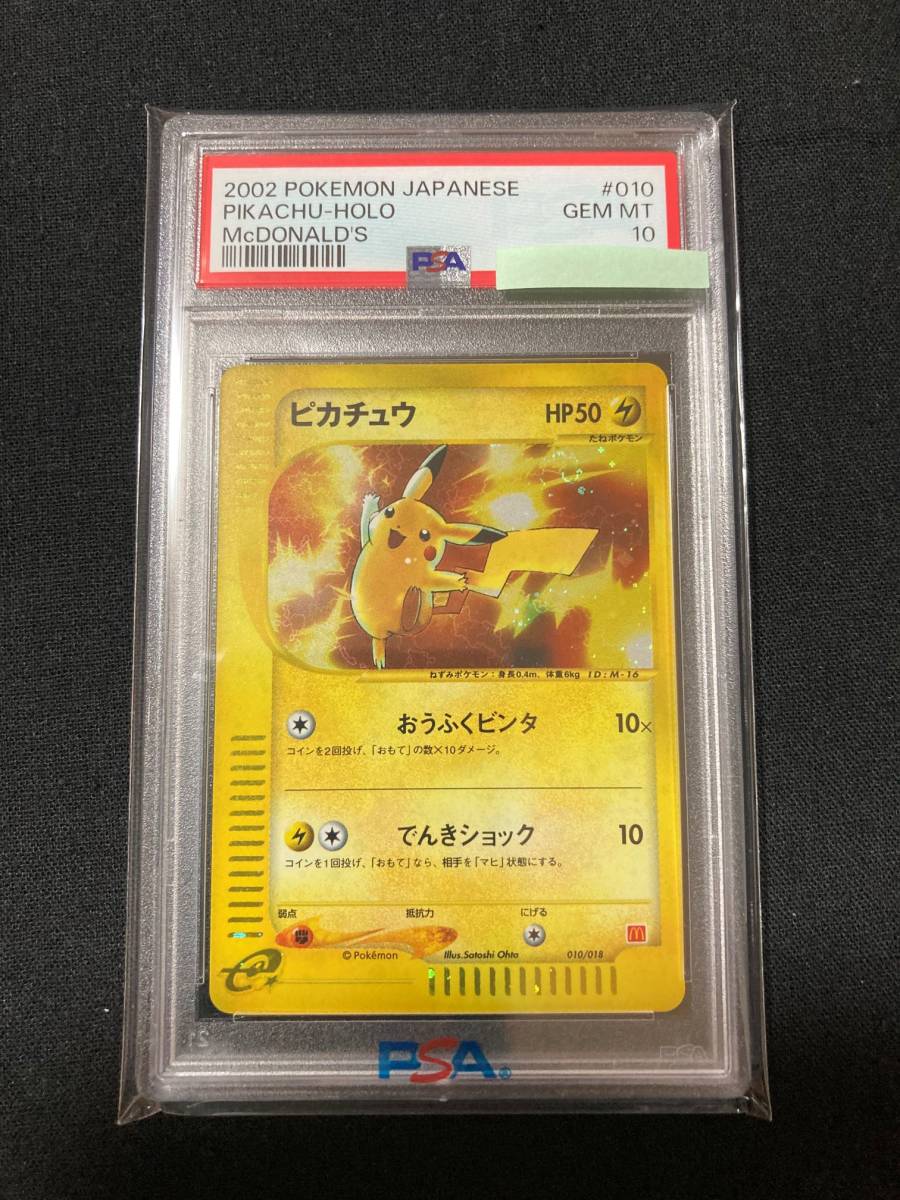 2002 POKEMON JAPANESE #010
PIKACHU-HOLO GEM MT
McDONALD'S 10
PSA
ピカチュウ HP50
たねポケモン
ねずみポケモン：身長0.4m、体重6kg ID:M-16
おうふくビンタ 10×
コインを2回投げ、「おもて」の数×10ダメージ。
でんきショック 10
コインを1回投げ、「おもて」なら、相手を「マヒ」状態にする。
弱点 抵抗力 にげる
©Pokémon Illus.Satoshi Ohta 010/018
e
PSA®
PSA